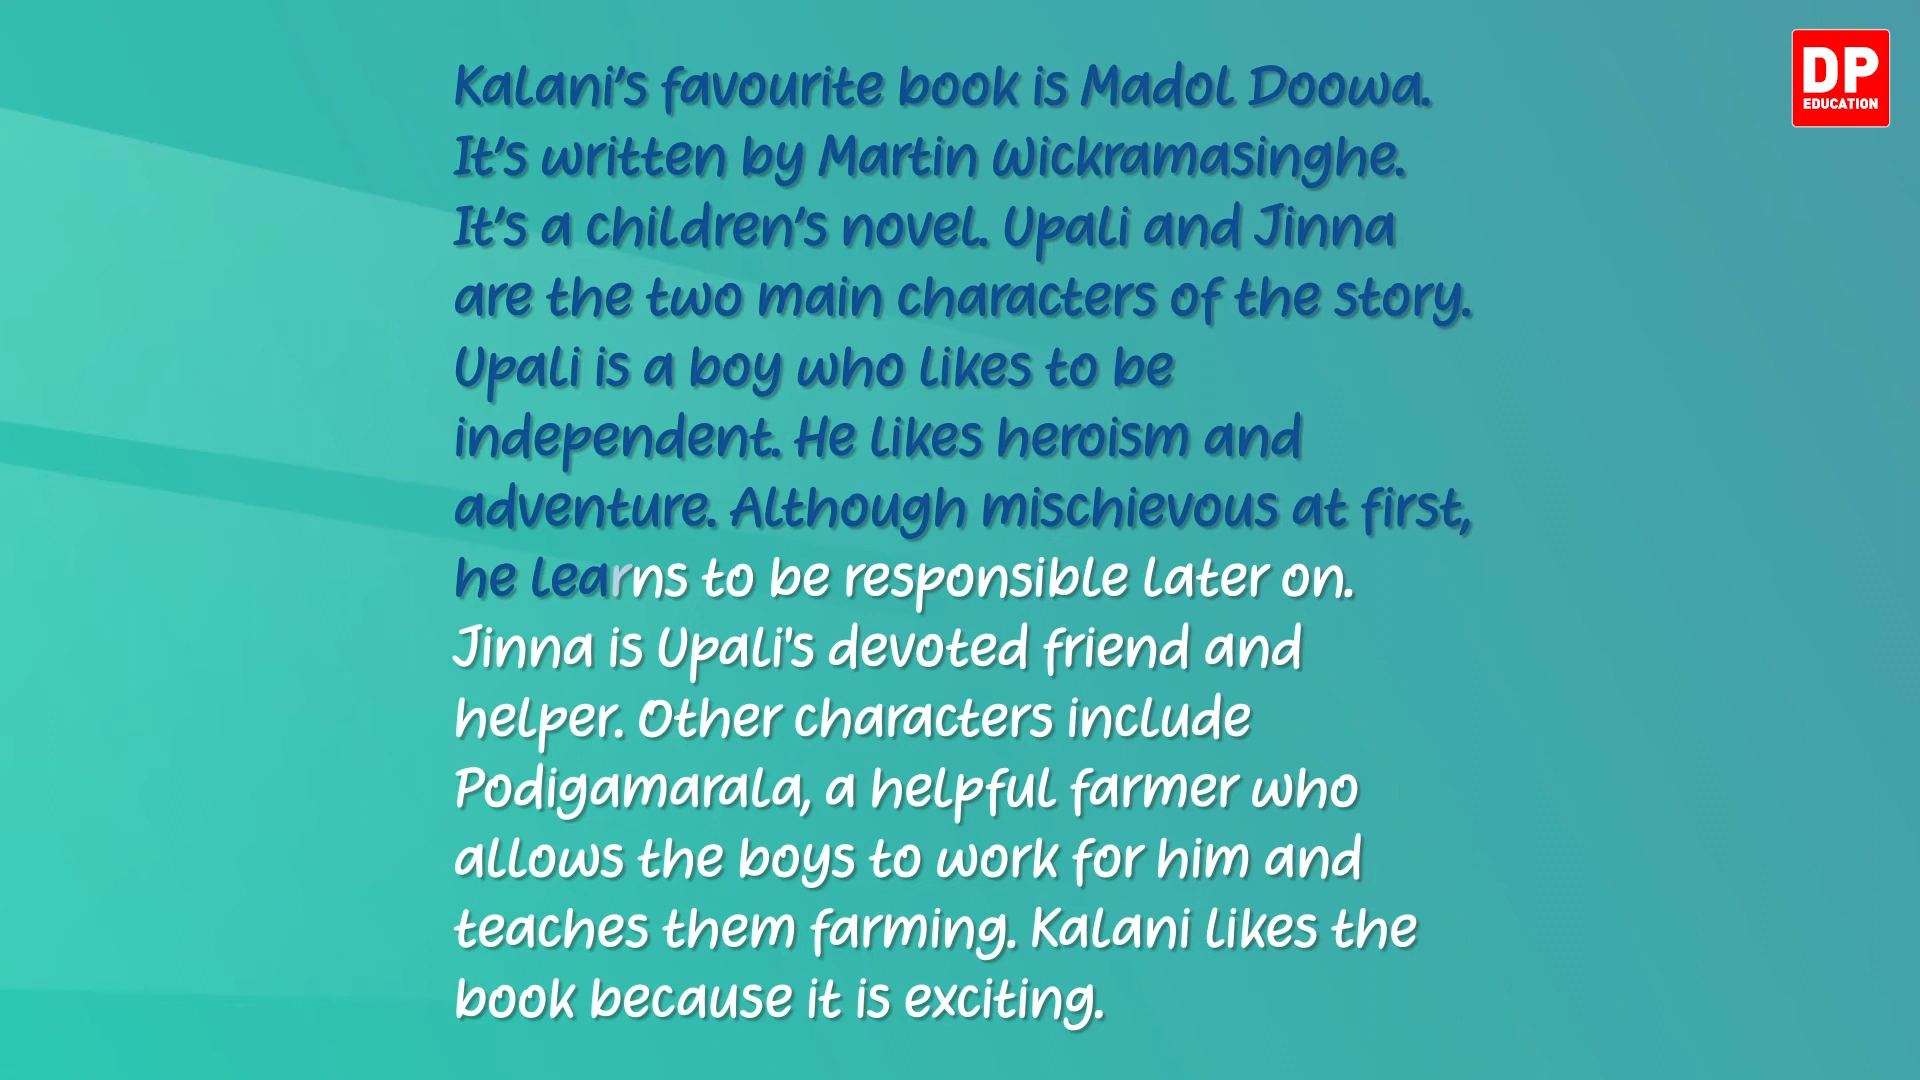 Kalani’s favourite book is Madol Doowa.
It’s written by Martin Wickramasinghe.
It’s a children’s novel. Upali and Jinna
are the two main characters of the story.
Upali is a boy who likes to be
independent. He likes heroism and
adventure. Although mischievous at first,
he learns to be responsible later on.
Jinna is Upali's devoted friend and
helper. Other characters include
Podigamarala, a helpful farmer who
allows the boys to work for him and
teaches them farming. Kalani likes the
book because it is exciting.
DP
EDUCATION